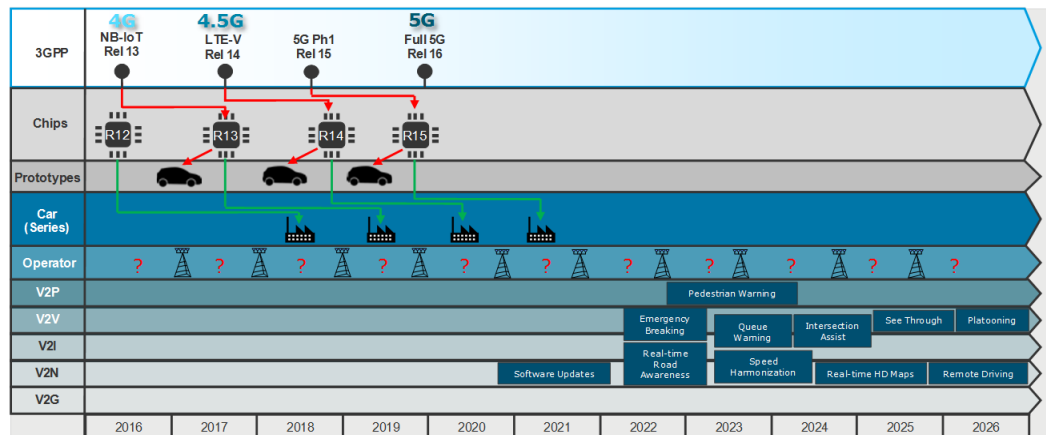 4G
4.5G
5G
NB-IoT
Rel 13
LTE-V
Rel 14
5G Ph1
Rel 15
Full 5G
Rel 16
3GPP
Chips
R12
R13
R14
R15
Prototypes
Car
(Series)
Operator
?
?
?
?
?
?
?
?
?
?
?
V2P
Pedestrian Warning
V2V
Emergency
Breaking
Queue
Warning
Intersection
Assist
See Through
Platooning
V2I
Real-time
Road
Awareness
Speed
Harmonization
V2N
Software Updates
Real-time HD Maps
Remote Driving
V2G
2016
2017
2018
2019
2020
2021
2022
2023
2024
2025
2026